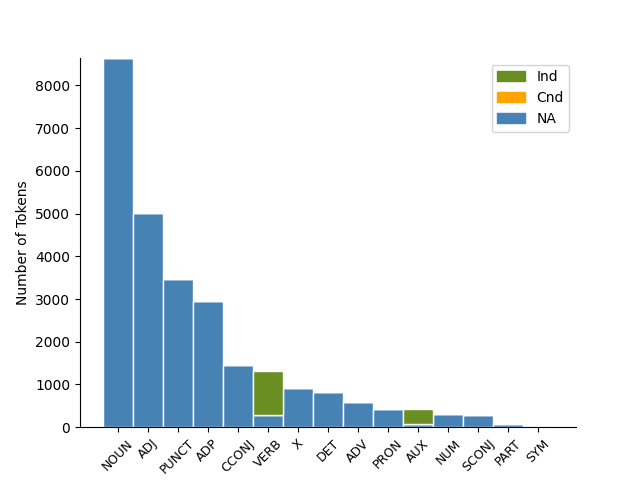 Ind
Cnd
NA
Number of Tokens
8000
7000
6000
5000
4000
3000
2000
1000
0
NOUN
ADJ
PUNCT
ADP
CCONJ
VERB
X
DET
ADV
PRON
AUX
NUM
SCONJ
PART
SYM